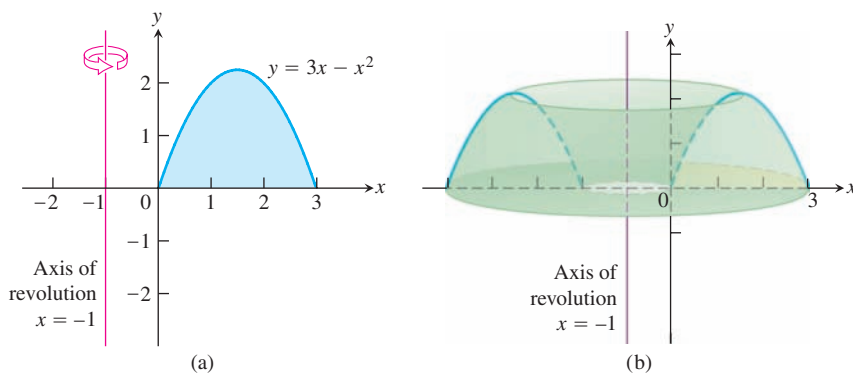 y
2
y = 3x − x²
1
−2 −1 0 1 2 3 x
−1
Axis of
revolution
x = −1
−2
(a)
y
0 3 x
Axis of
revolution
x = −1
(b)